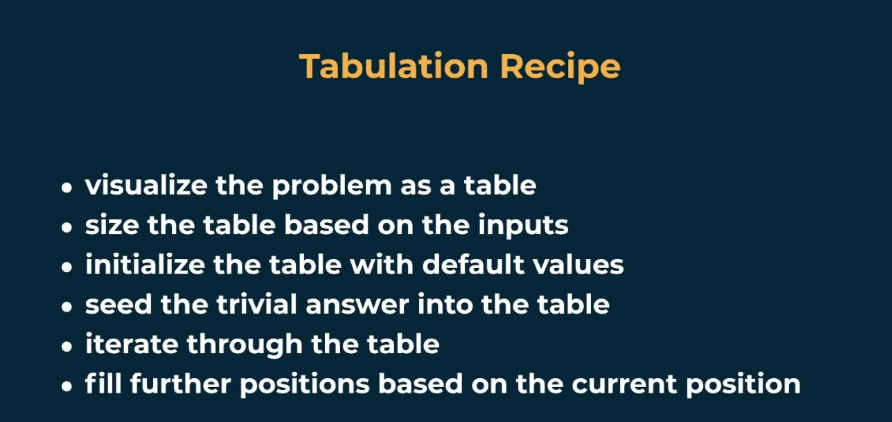 Tabulation Recipe
• visualize the problem as a table
• size the table based on the inputs
• initialize the table with default values
• seed the trivial answer into the table
• iterate through the table
• fill further positions based on the current position